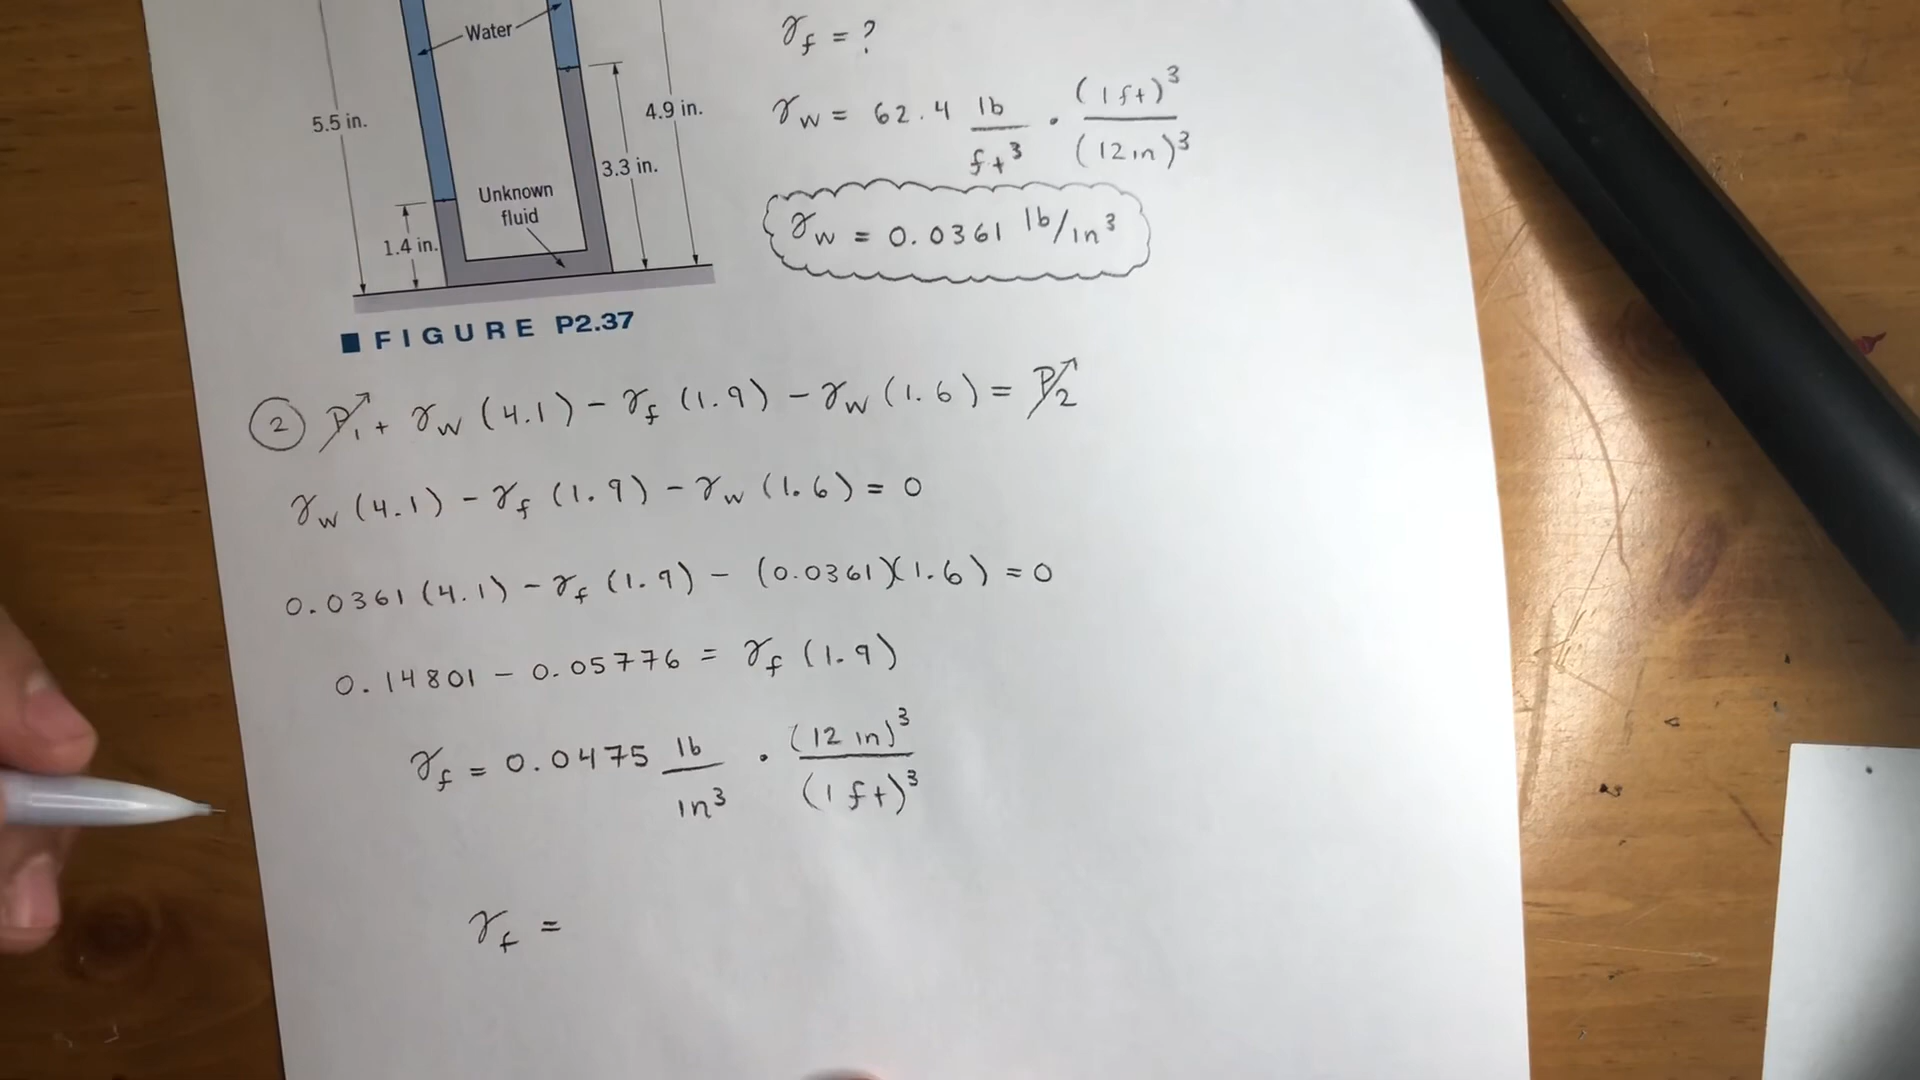 Water
5.5 in.
4.9 in.
3.3 in.
Unknown
fluid
1.4 in.
■ FIGURE P2.37
γf = ?
γw = 62.4 lb/ft³ · (1ft)³/(12in)³
γw = 0.0361 lb/in³
② P₁ + γw (4.1) − γf (1.9) − γw (1.6) = P₂
γw (4.1) − γf (1.9) − γw (1.6) = 0
0.0361 (4.1) − γf (1.9) − (0.0361)(1.6) = 0
0.14801 − 0.05776 = γf (1.9)
γf = 0.0475 lb/in³ · (12 in)³/(1 ft)³
γf =